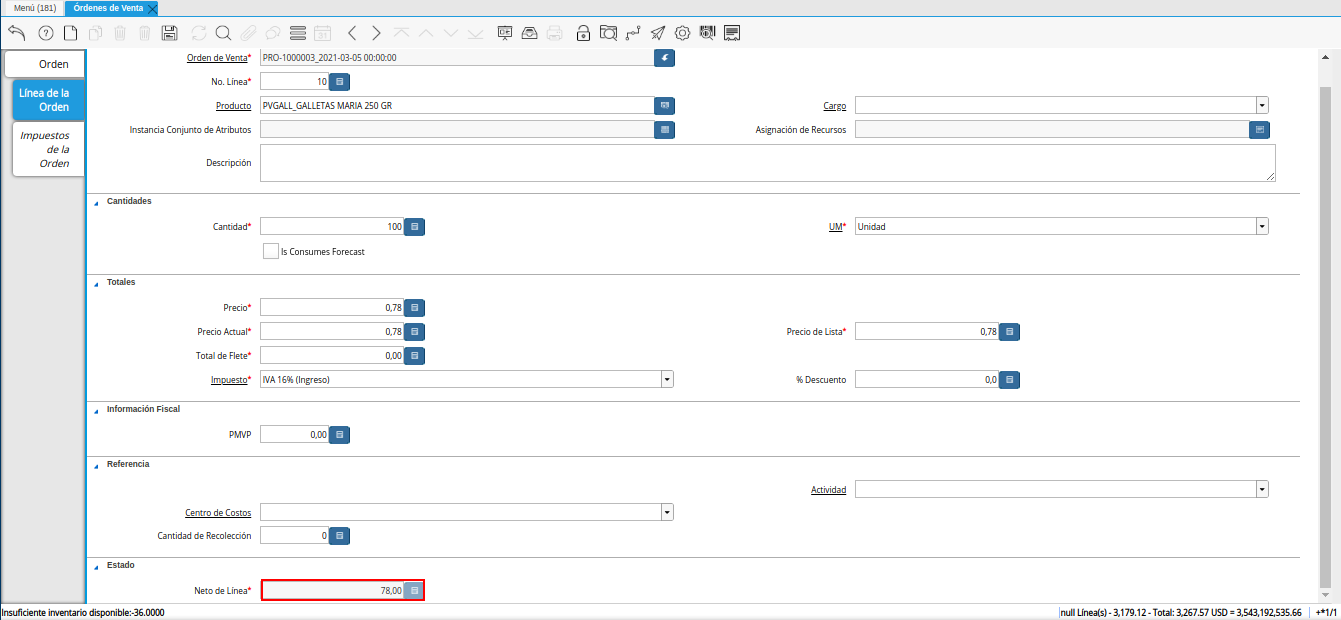 Menú (181)
Órdenes de Venta
Orden
Línea de la
Orden
Impuestos
de la
Orden
Orden de Venta* PRO-1000003_2021-03-05 00:00:00
No. Línea* 10
Producto PVGALL_GALLETAS MARIA 250 GR Cargo
Instancia Conjunto de Atributos Asignación de Recursos
Descripción
Cantidades
Cantidad* 100 UM* Unidad
Is Consumes Forecast
Totales
Precio* 0,78
Precio Actual* 0,78 Precio de Lista* 0,78
Total de Flete* 0,00
Impuesto* IVA 16% (Ingreso) % Descuento 0,0
Información Fiscal
PMVP 0,00
Referencia
Actividad
Centro de Costos
Cantidad de Recolección 0
Estado
Neto de Línea* 78,00
Insuficiente inventario disponible:-36.0000 null Línea(s) - 3,179.12 - Total: 3,267.57 USD = 3,543,192,535.66 +*1/1